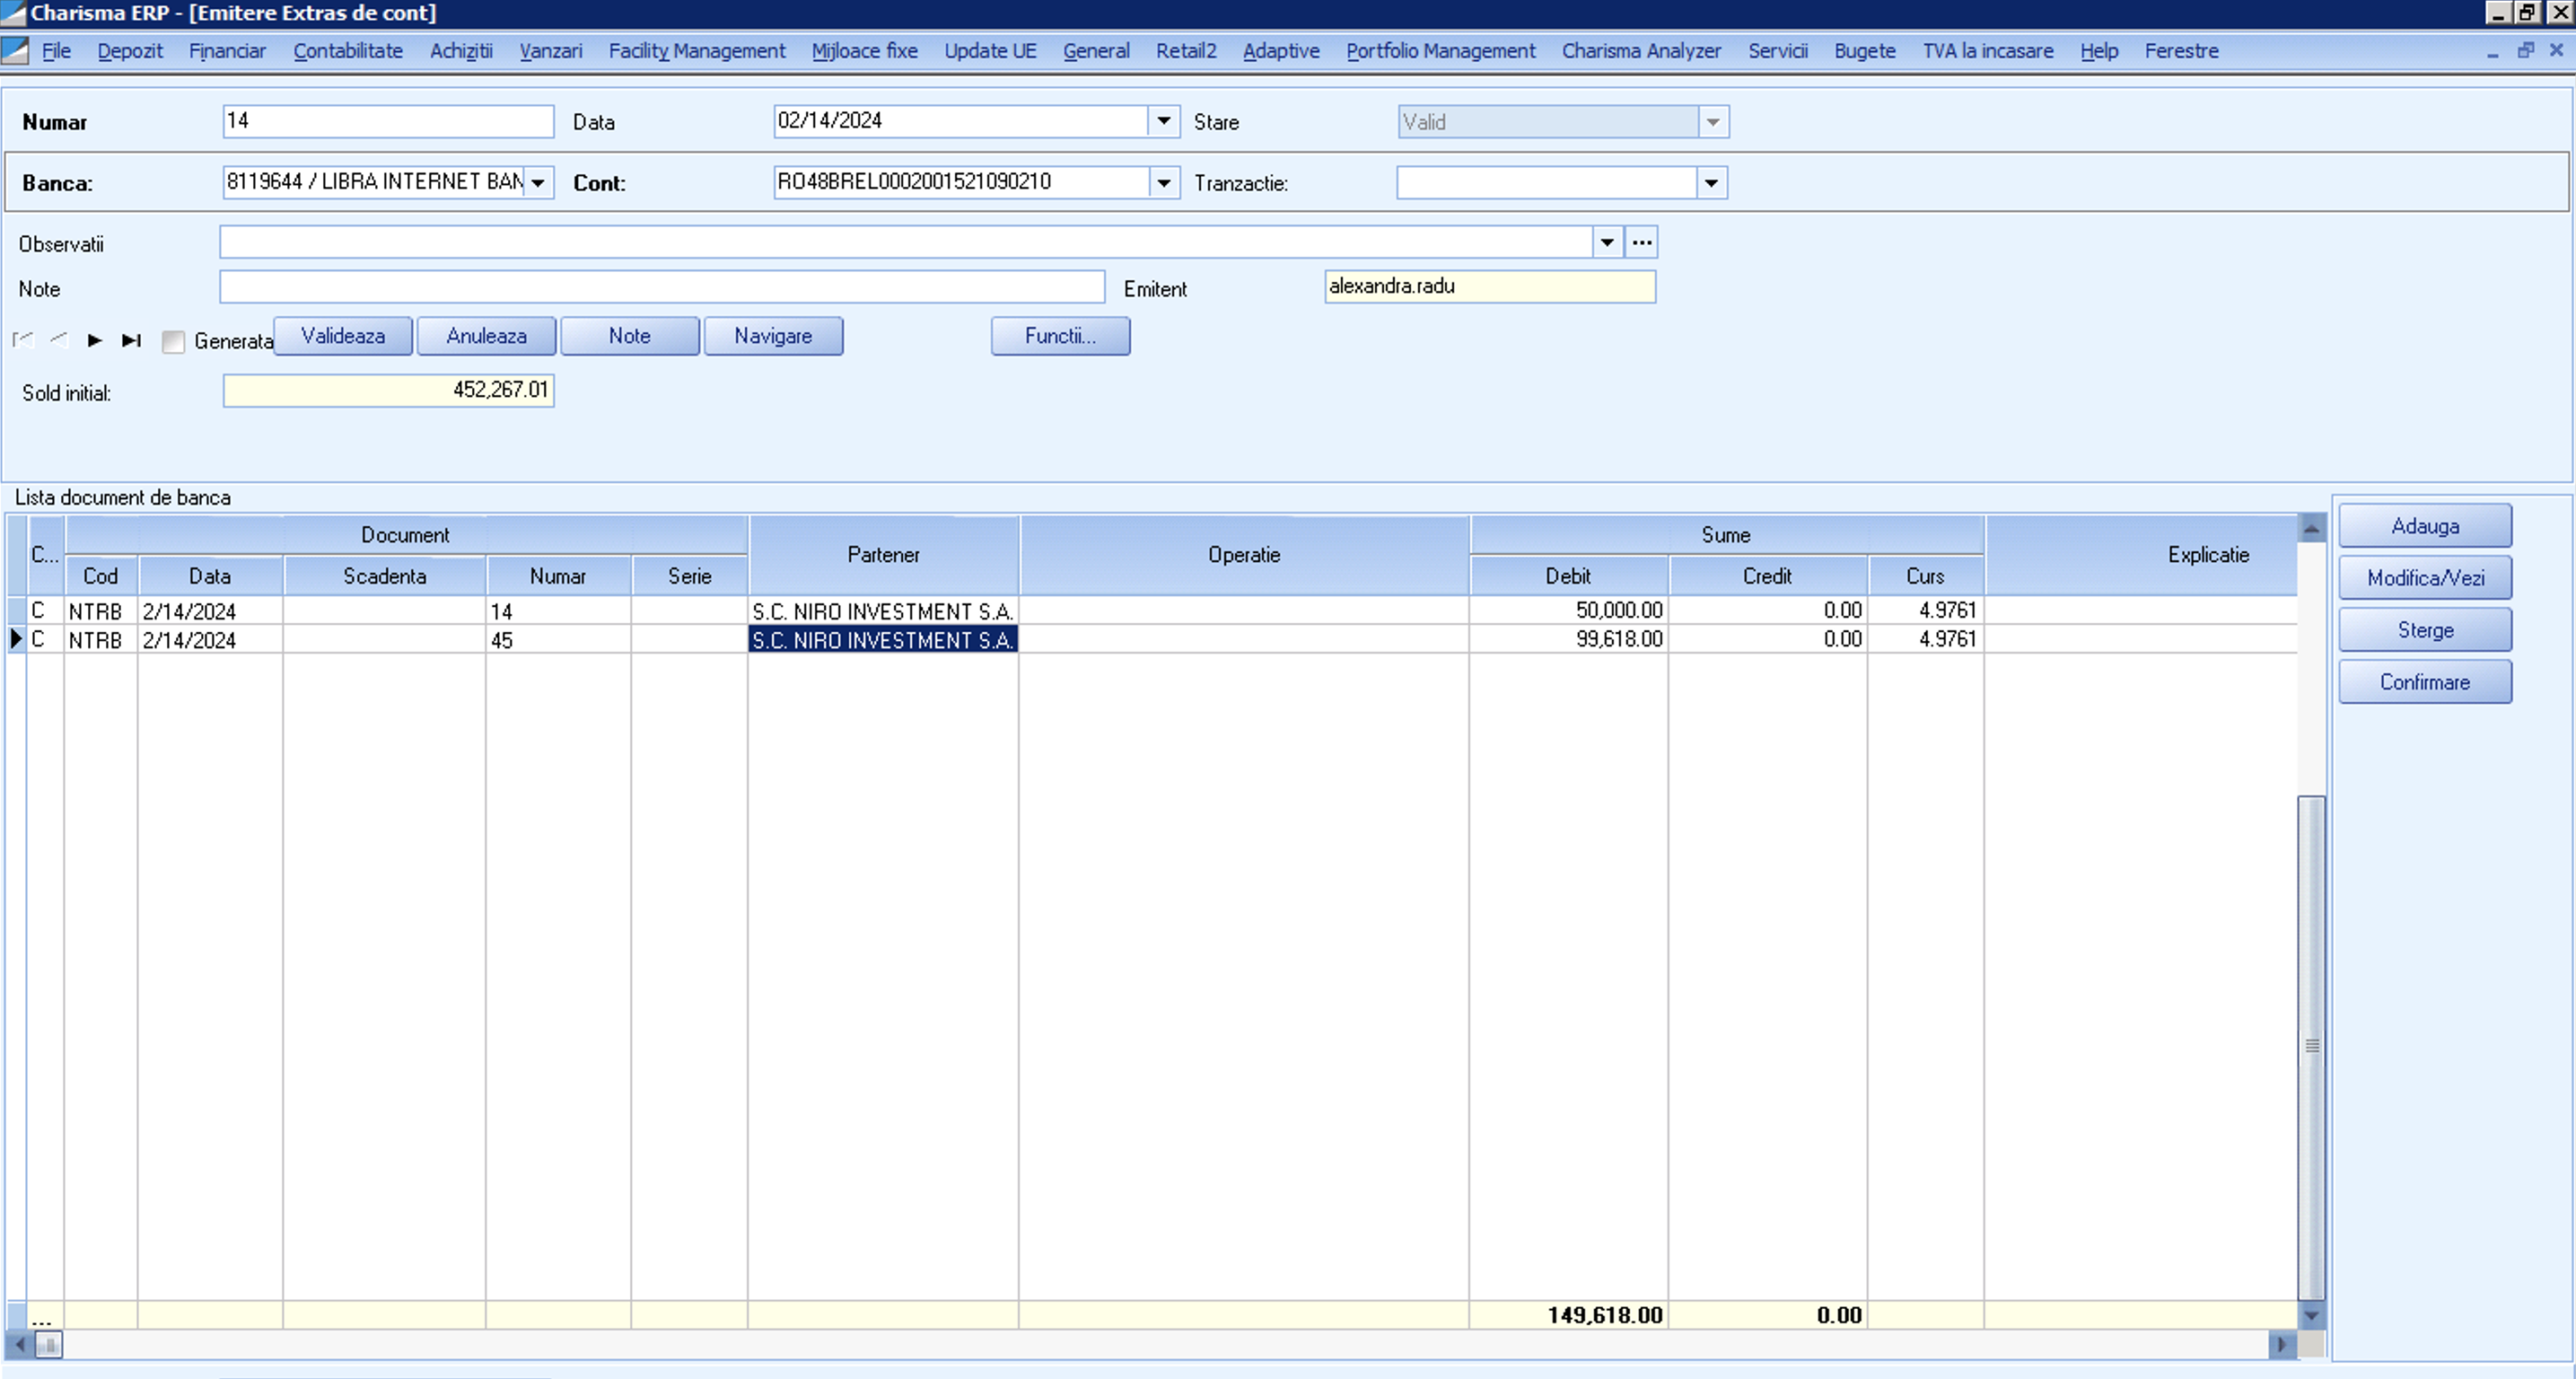 Charisma ERP - [Emitere Extras de cont]
File Depozit Financiar Contabilitate Achizitii Vanzari Facility Management Mijloace fixe Update UE General Retail2 Adaptive Portfolio Management Charisma Analyzer Servicii Bugete TVA la incasare Help Ferestre
Numar 14 Data 02/14/2024 Stare Valid
Banca: 8119644 / LIBRA INTERNET BAN Cont: RO48BREL0002001521090210 Tranzactie:
Observatii ...
Note Emitent alexandra.radu
Generata Valideaza Anuleaza Note Navigare Functii...
Sold initial: 452,267.01
Lista document de banca
C... Document Partener Operatie Sume Explicatie
Cod Data Scadenta Numar Serie Debit Credit Curs
C NTRB 2/14/2024 14 S.C. NIRO INVESTMENT S.A. 50,000.00 0.00 4.9761
C NTRB 2/14/2024 45 S.C. NIRO INVESTMENT S.A. 99,618.00 0.00 4.9761
... 149,618.00 0.00
Adauga
Modifica/Vezi
Sterge
Confirmare